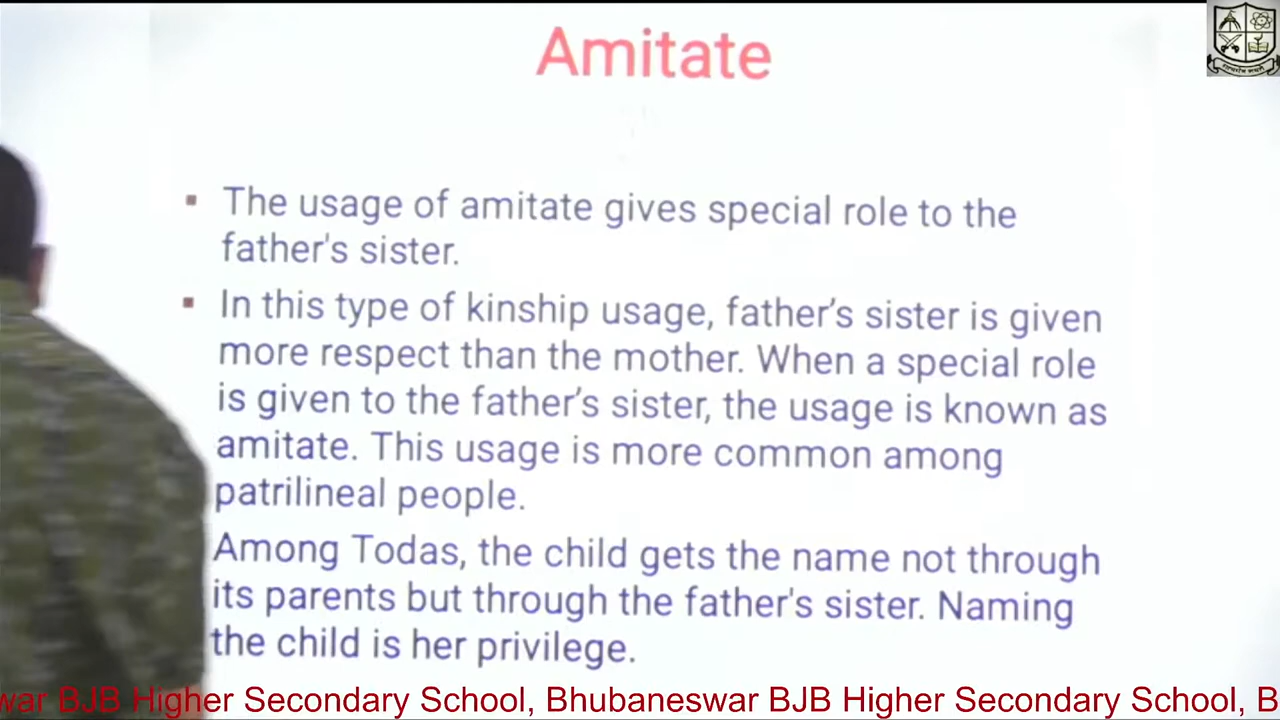 Amitate
The usage of amitate gives special role to the
father's sister.
In this type of kinship usage, father’s sister is given
more respect than the mother. When a special role
is given to the father’s sister, the usage is known as
amitate. This usage is more common among
patrilineal people.
Among Todas, the child gets the name not through
its parents but through the father's sister. Naming
the child is her privilege.
BJB Higher Secondary School, Bhubaneswar BJB Higher Secondary School,